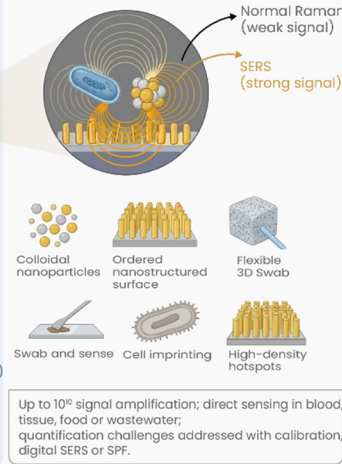 Normal Raman
(weak signal)
SERS
(strong signal)
Colloidal
nanoparticles
Ordered
nanostructured
surface
Flexible
3D Swab
Swab and sense
Cell imprinting
High-density
hotspots
)
Up to 10¹⁰ signal amplification; direct sensing in blood,
tissue, food or wastewater;
quantification challenges addressed with calibration,
digital SERS or SPF.